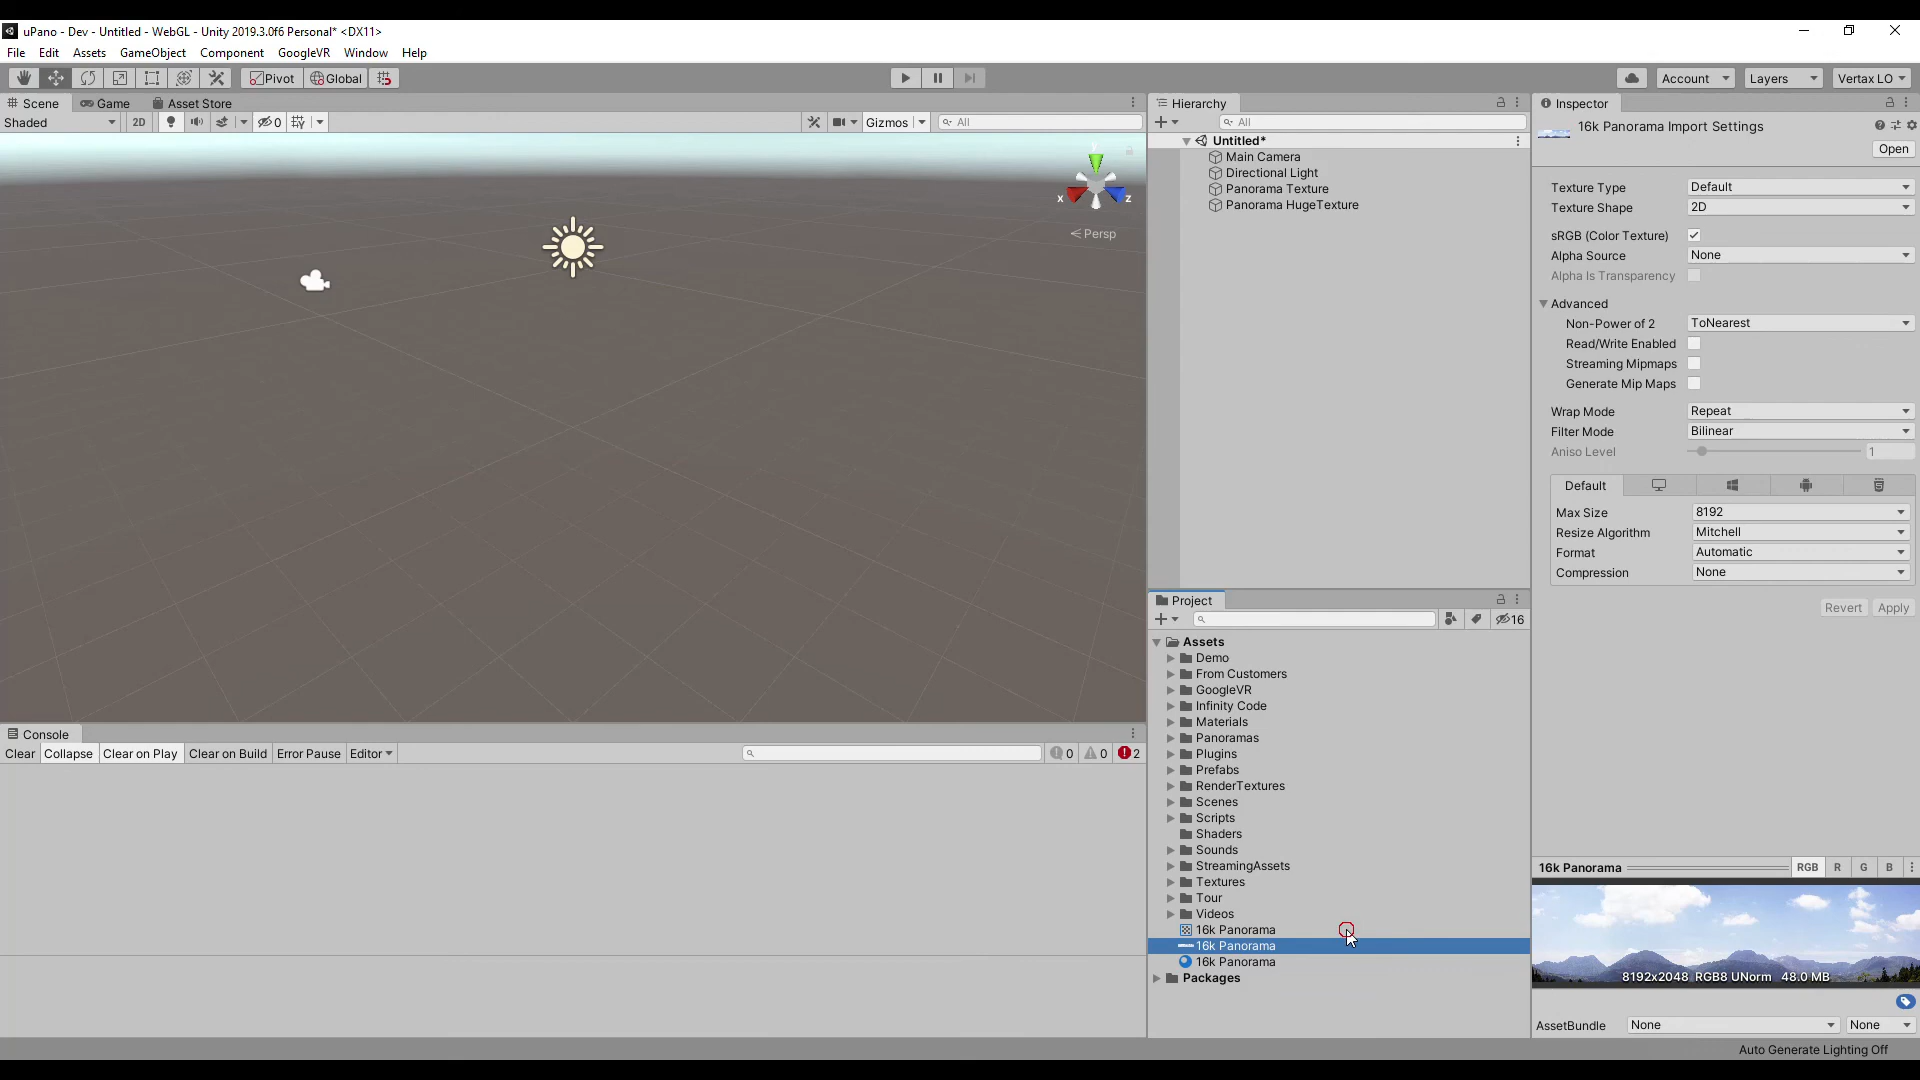 uPano - Dev - Untitled - WebGL - Unity 2019.3.0f6 Personal* <DX11>
File Edit Assets GameObject Component GoogleVR Window Help
Pivot Global Account Layers Vertax LO
Scene Game Asset Store
Shaded 2D 0 Gizmos All
y
x z
Persp
Hierarchy
All
Untitled*
Main Camera
Directional Light
Panorama Texture
Panorama HugeTexture
Project
16
Assets
Demo
From Customers
GoogleVR
Infinity Code
Materials
Panoramas
Plugins
Prefabs
RenderTextures
Scenes
Scripts
Shaders
Sounds
StreamingAssets
Textures
Tour
Videos
16k Panorama
16k Panorama
16k Panorama
Packages
Console
Clear Collapse Clear on Play Clear on Build Error Pause Editor 0 0 2
Inspector
16k Panorama Import Settings
Open
Texture Type Default
Texture Shape 2D
sRGB (Color Texture)
Alpha Source None
Alpha Is Transparency
Advanced
Non-Power of 2 ToNearest
Read/Write Enabled
Streaming Mipmaps
Generate Mip Maps
Wrap Mode Repeat
Filter Mode Bilinear
Aniso Level 1
Default
Max Size 8192
Resize Algorithm Mitchell
Format Automatic
Compression None
Revert Apply
16k Panorama RGB R G B
8192x2048 RGB8 UNorm 48.0 MB
AssetBundle None None
Auto Generate Lighting Off